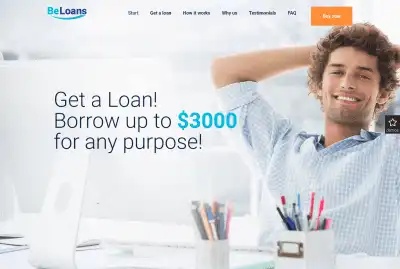 BeLoans
Start Get a loan How it works Why us Testimonials FAQ Buy now
Get a Loan!
Borrow up to $3000
for any purpose!